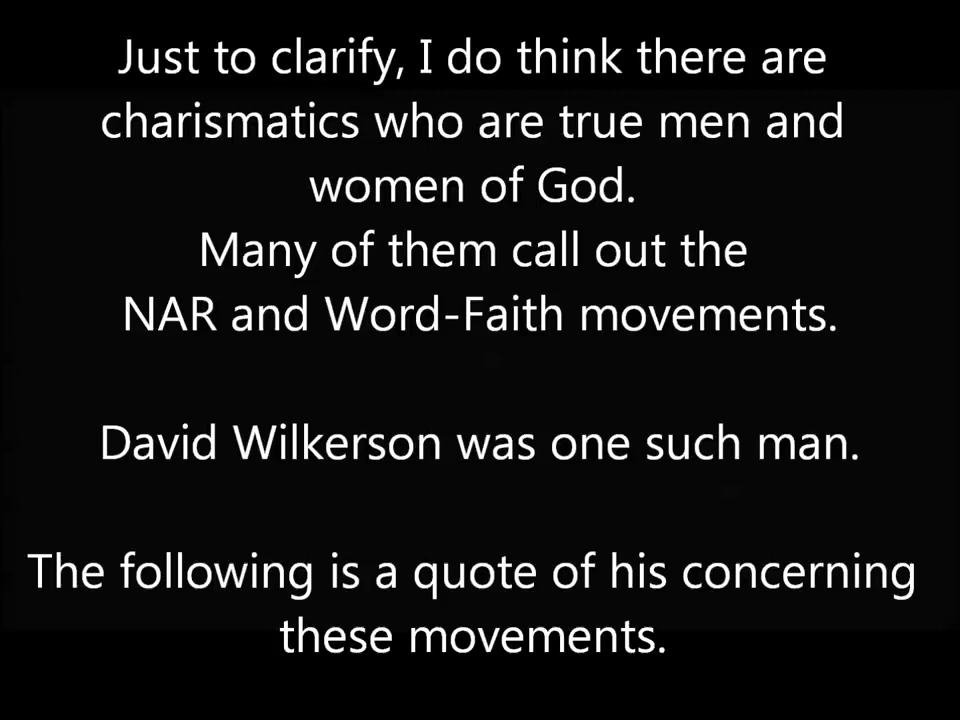 Just to clarify, I do think there are
charismatics who are true men and
women of God.
Many of them call out the
NAR and Word-Faith movements.
David Wilkerson was one such man.
The following is a quote of his concerning
these movements.